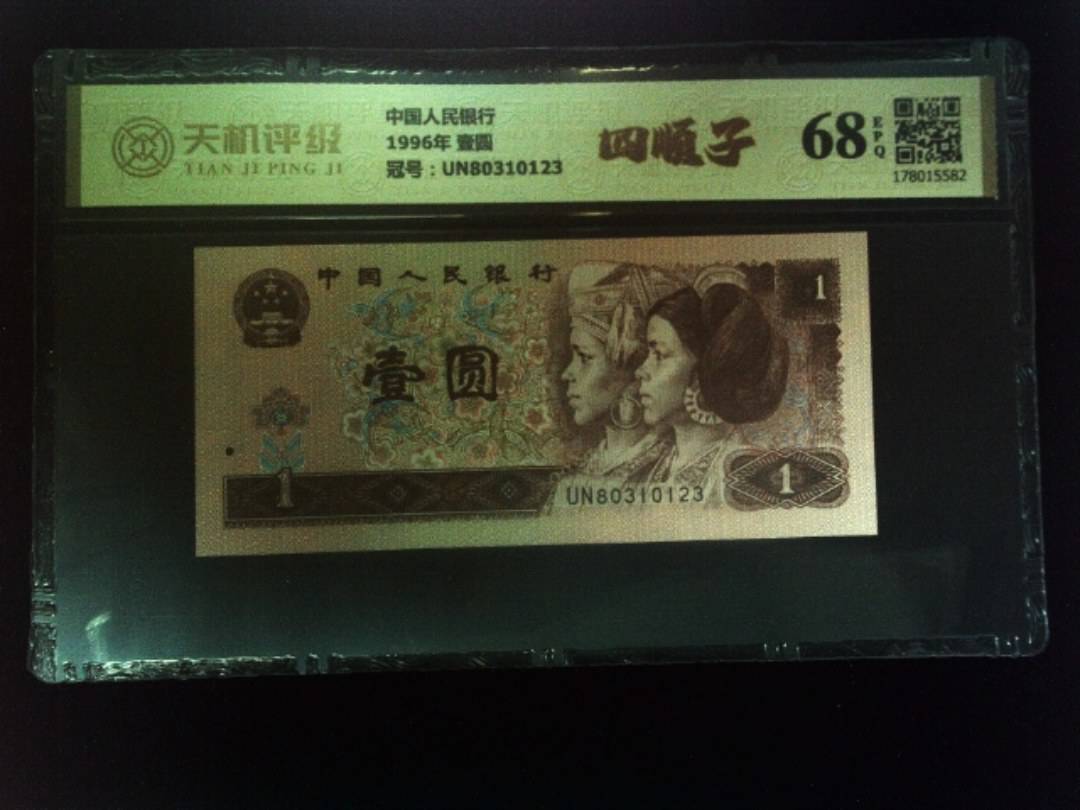 天机评级
TIAN JI PING JI
中国人民银行
1996年 壹圆
冠号：UN80310123
四顺子
68
EPQ
178015582
中国人民银行
1
壹圆
1
UN80310123
1